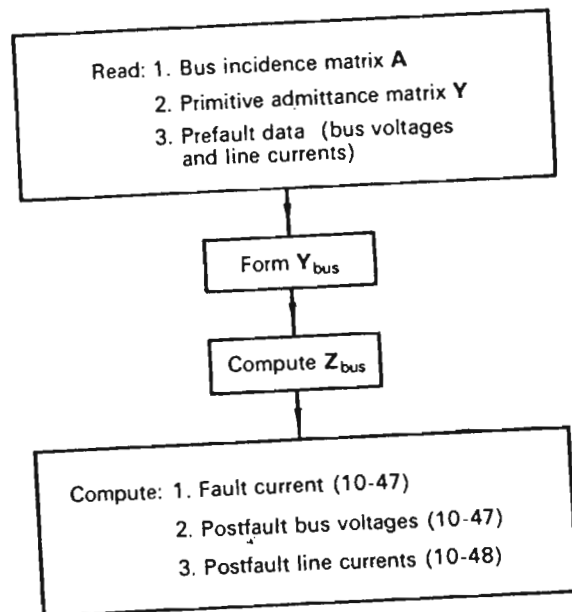 Read: 1. Bus incidence matrix A
2. Primitive admittance matrix Y
3. Prefault data (bus voltages
and line currents)
Form Ybus
Compute Zbus
Compute: 1. Fault current (10-47)
2. Postfault bus voltages (10-47)
3. Postfault line currents (10-48)